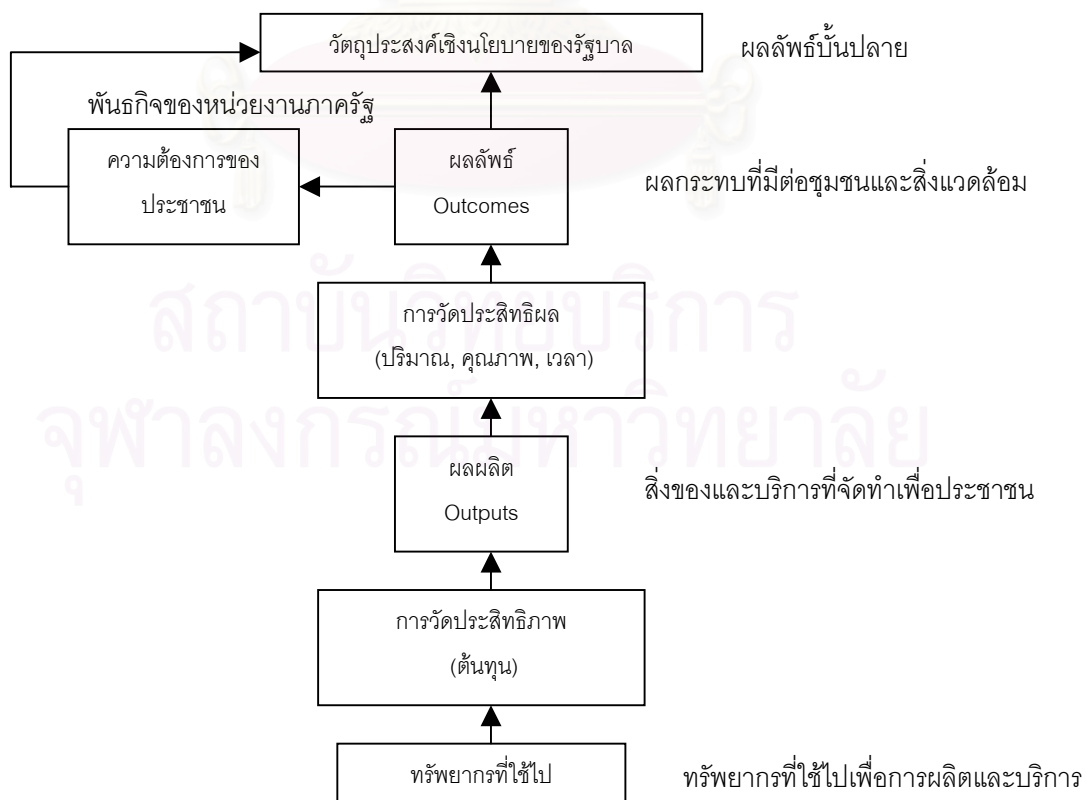 วัตถุประสงค์เชิงนโยบายของรัฐบาล
ผลลัพธ์บั้นปลาย
พันธกิจของหน่วยงานภาครัฐ
ความต้องการของ
ประชาชน
ผลลัพธ์
Outcomes
ผลกระทบที่มีต่อชุมชนและสิ่งแวดล้อม
การวัดประสิทธิผล
(ปริมาณ, คุณภาพ, เวลา)
สถาบันวิทยบริการ
จุฬาลงกรณ์มหาวิทยาลัย
ผลผลิต
Outputs
สิ่งของและบริการที่จัดทำเพื่อประชาชน
การวัดประสิทธิภาพ
(ต้นทุน)
ทรัพยากรที่ใช้ไป
ทรัพยากรที่ใช้ไปเพื่อการผลิตและบริการ